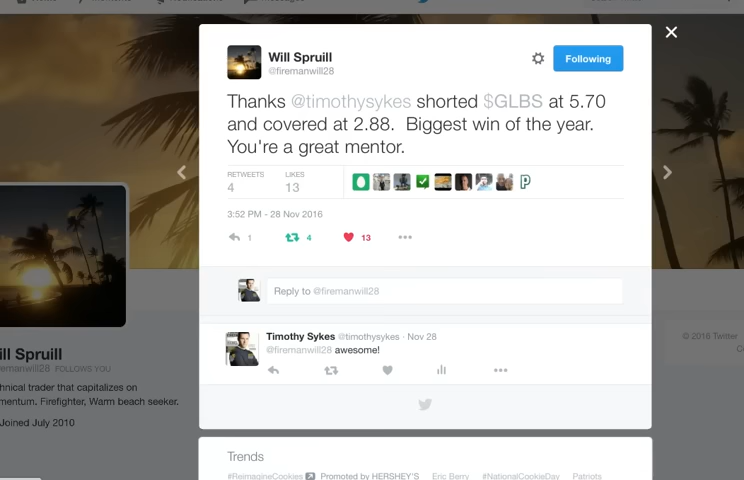 Will Spruill
@firemanwill28
Following
Thanks @timothysykes shorted $GLBS at 5.70
and covered at 2.88. Biggest win of the year.
You're a great mentor.
RETWEETS LIKES
4 13
3:52 PM - 28 Nov 2016
1 4 13
Reply to @firemanwill28
Timothy Sykes @timothysykes · Nov 28
@firemanwill28 awesome!
ill Spruill
emanwill28 FOLLOWS YOU
hnical trader that capitalizes on
mentum. Firefighter, Warm beach seeker.
Joined July 2010
© 2016 Twitter
Trends
#ReimagineCookies Promoted by HERSHEY'S Eric Berry #NationalCookieDay Patriots